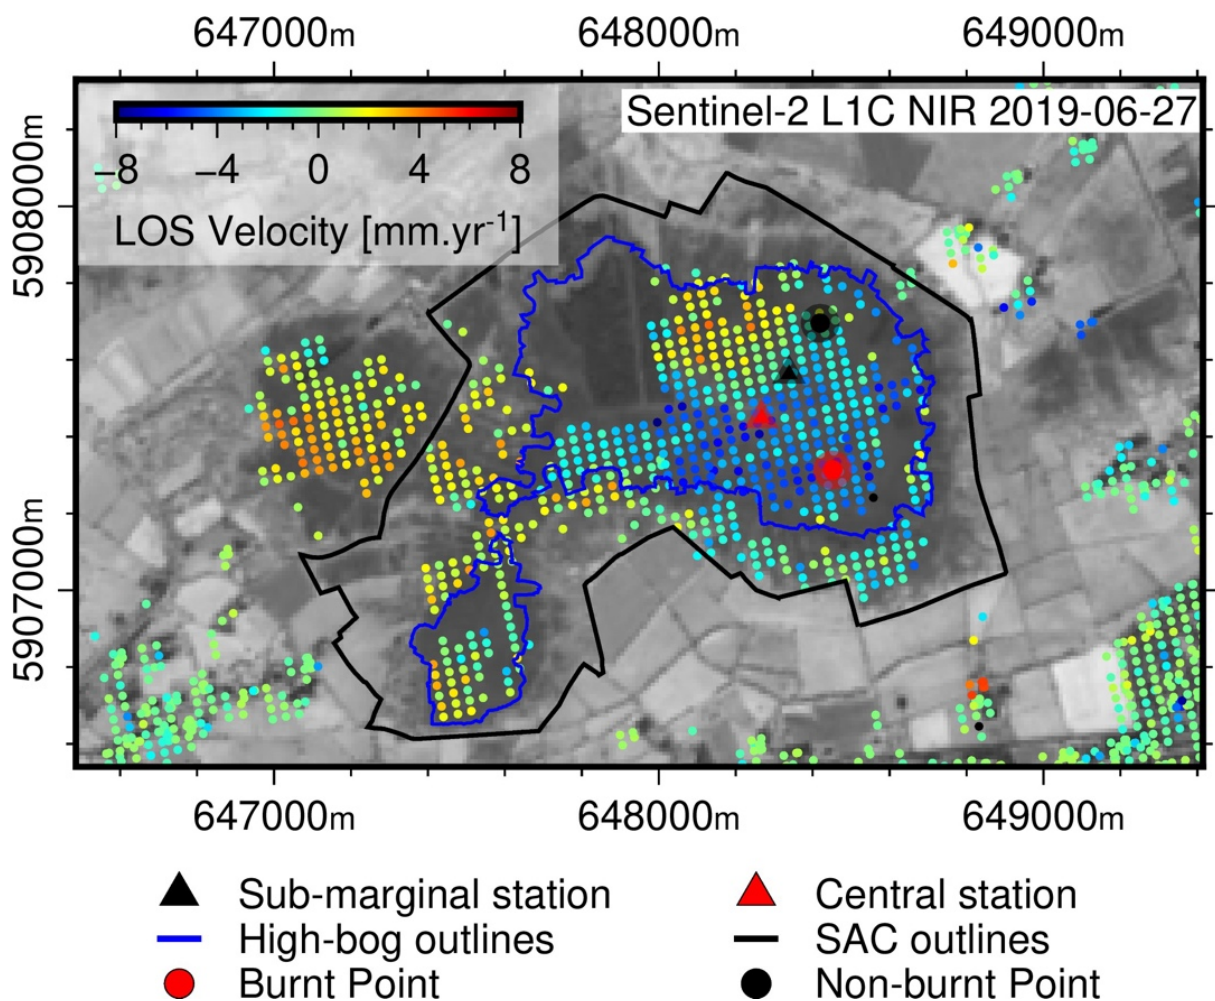 647000m 648000m 649000m
Sentinel-2 L1C NIR 2019-06-27
−8 −4 0 4 8
LOS Velocity [mm.yr⁻¹]
5908000m
5907000m
647000m 648000m 649000m
Sub-marginal station Central station
High-bog outlines SAC outlines
Burnt Point Non-burnt Point